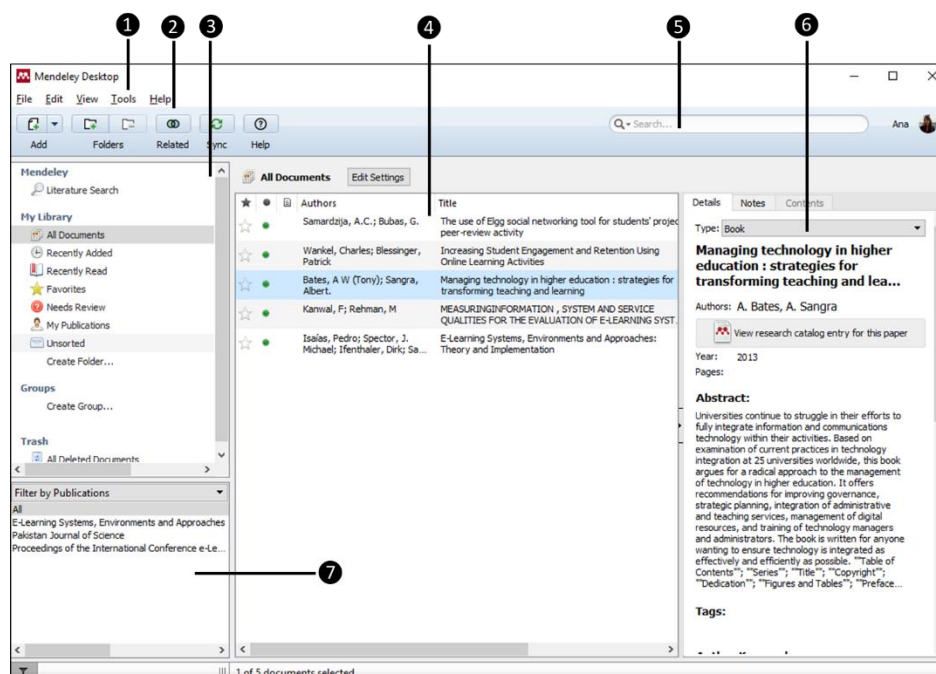 1 2 3 4 5 6
Mendeley Desktop
File Edit View Tools Help
Add Folders Related Sync Help
Search...
Ana
Mendeley
Literature Search
My Library
All Documents
Recently Added
Recently Read
Favorites
Needs Review
My Publications
Unsorted
Create Folder...
Groups
Create Group...
Trash
All Deleted Documents
Filter by Publications
All
E-Learning Systems, Environments and Approaches
Pakistan Journal of Science
Proceedings of the International Conference e-Le...
7
All Documents Edit Settings
Authors Title
Samardzija, A.C.; Bubas, G.
The use of Elgg social networking tool for students' projec
peer-review activity
Wankel, Charles; Blessinger,
Patrick
Increasing Student Engagement and Retention Using
Online Learning Activities
Bates, A W (Tony); Sangra,
Albert.
Managing technology in higher education : strategies for
transforming teaching and learning
Kanwal, F; Rehman, M
MEASURINGINFORMATION , SYSTEM AND SERVICE
QUALITIES FOR THE EVALUATION OF E-LEARNING SYST.
Isaías, Pedro; Spector, J.
Michael; Ifenthaler, Dirk; Sa...
E-Learning Systems, Environments and Approaches:
Theory and Implementation
Details Notes Contents
Type: Book
Managing technology in higher
education : strategies for
transforming teaching and lea...
Authors: A. Bates, A. Sangra
View research catalog entry for this paper
Year: 2013
Pages:
Abstract:
Universities continue to struggle in their efforts to
fully integrate information and communications
technology within their activities. Based on
examination of current practices in technology
integration at 25 universities worldwide, this book
argues for a radical approach to the management
of technology in higher education. It offers
recommendations for improving governance,
strategic planning, integration of administrative
and teaching services, management of digital
resources, and training of technology managers
and administrators. The book is written for anyone
wanting to ensure technology is integrated as
effectively and efficiently as possible. ""Table of
Contents""; ""Series""; ""Title""; ""Copyright"";
""Dedication""; ""Figures and Tables""; ""Preface...
Tags:
1 of 5 documents selected